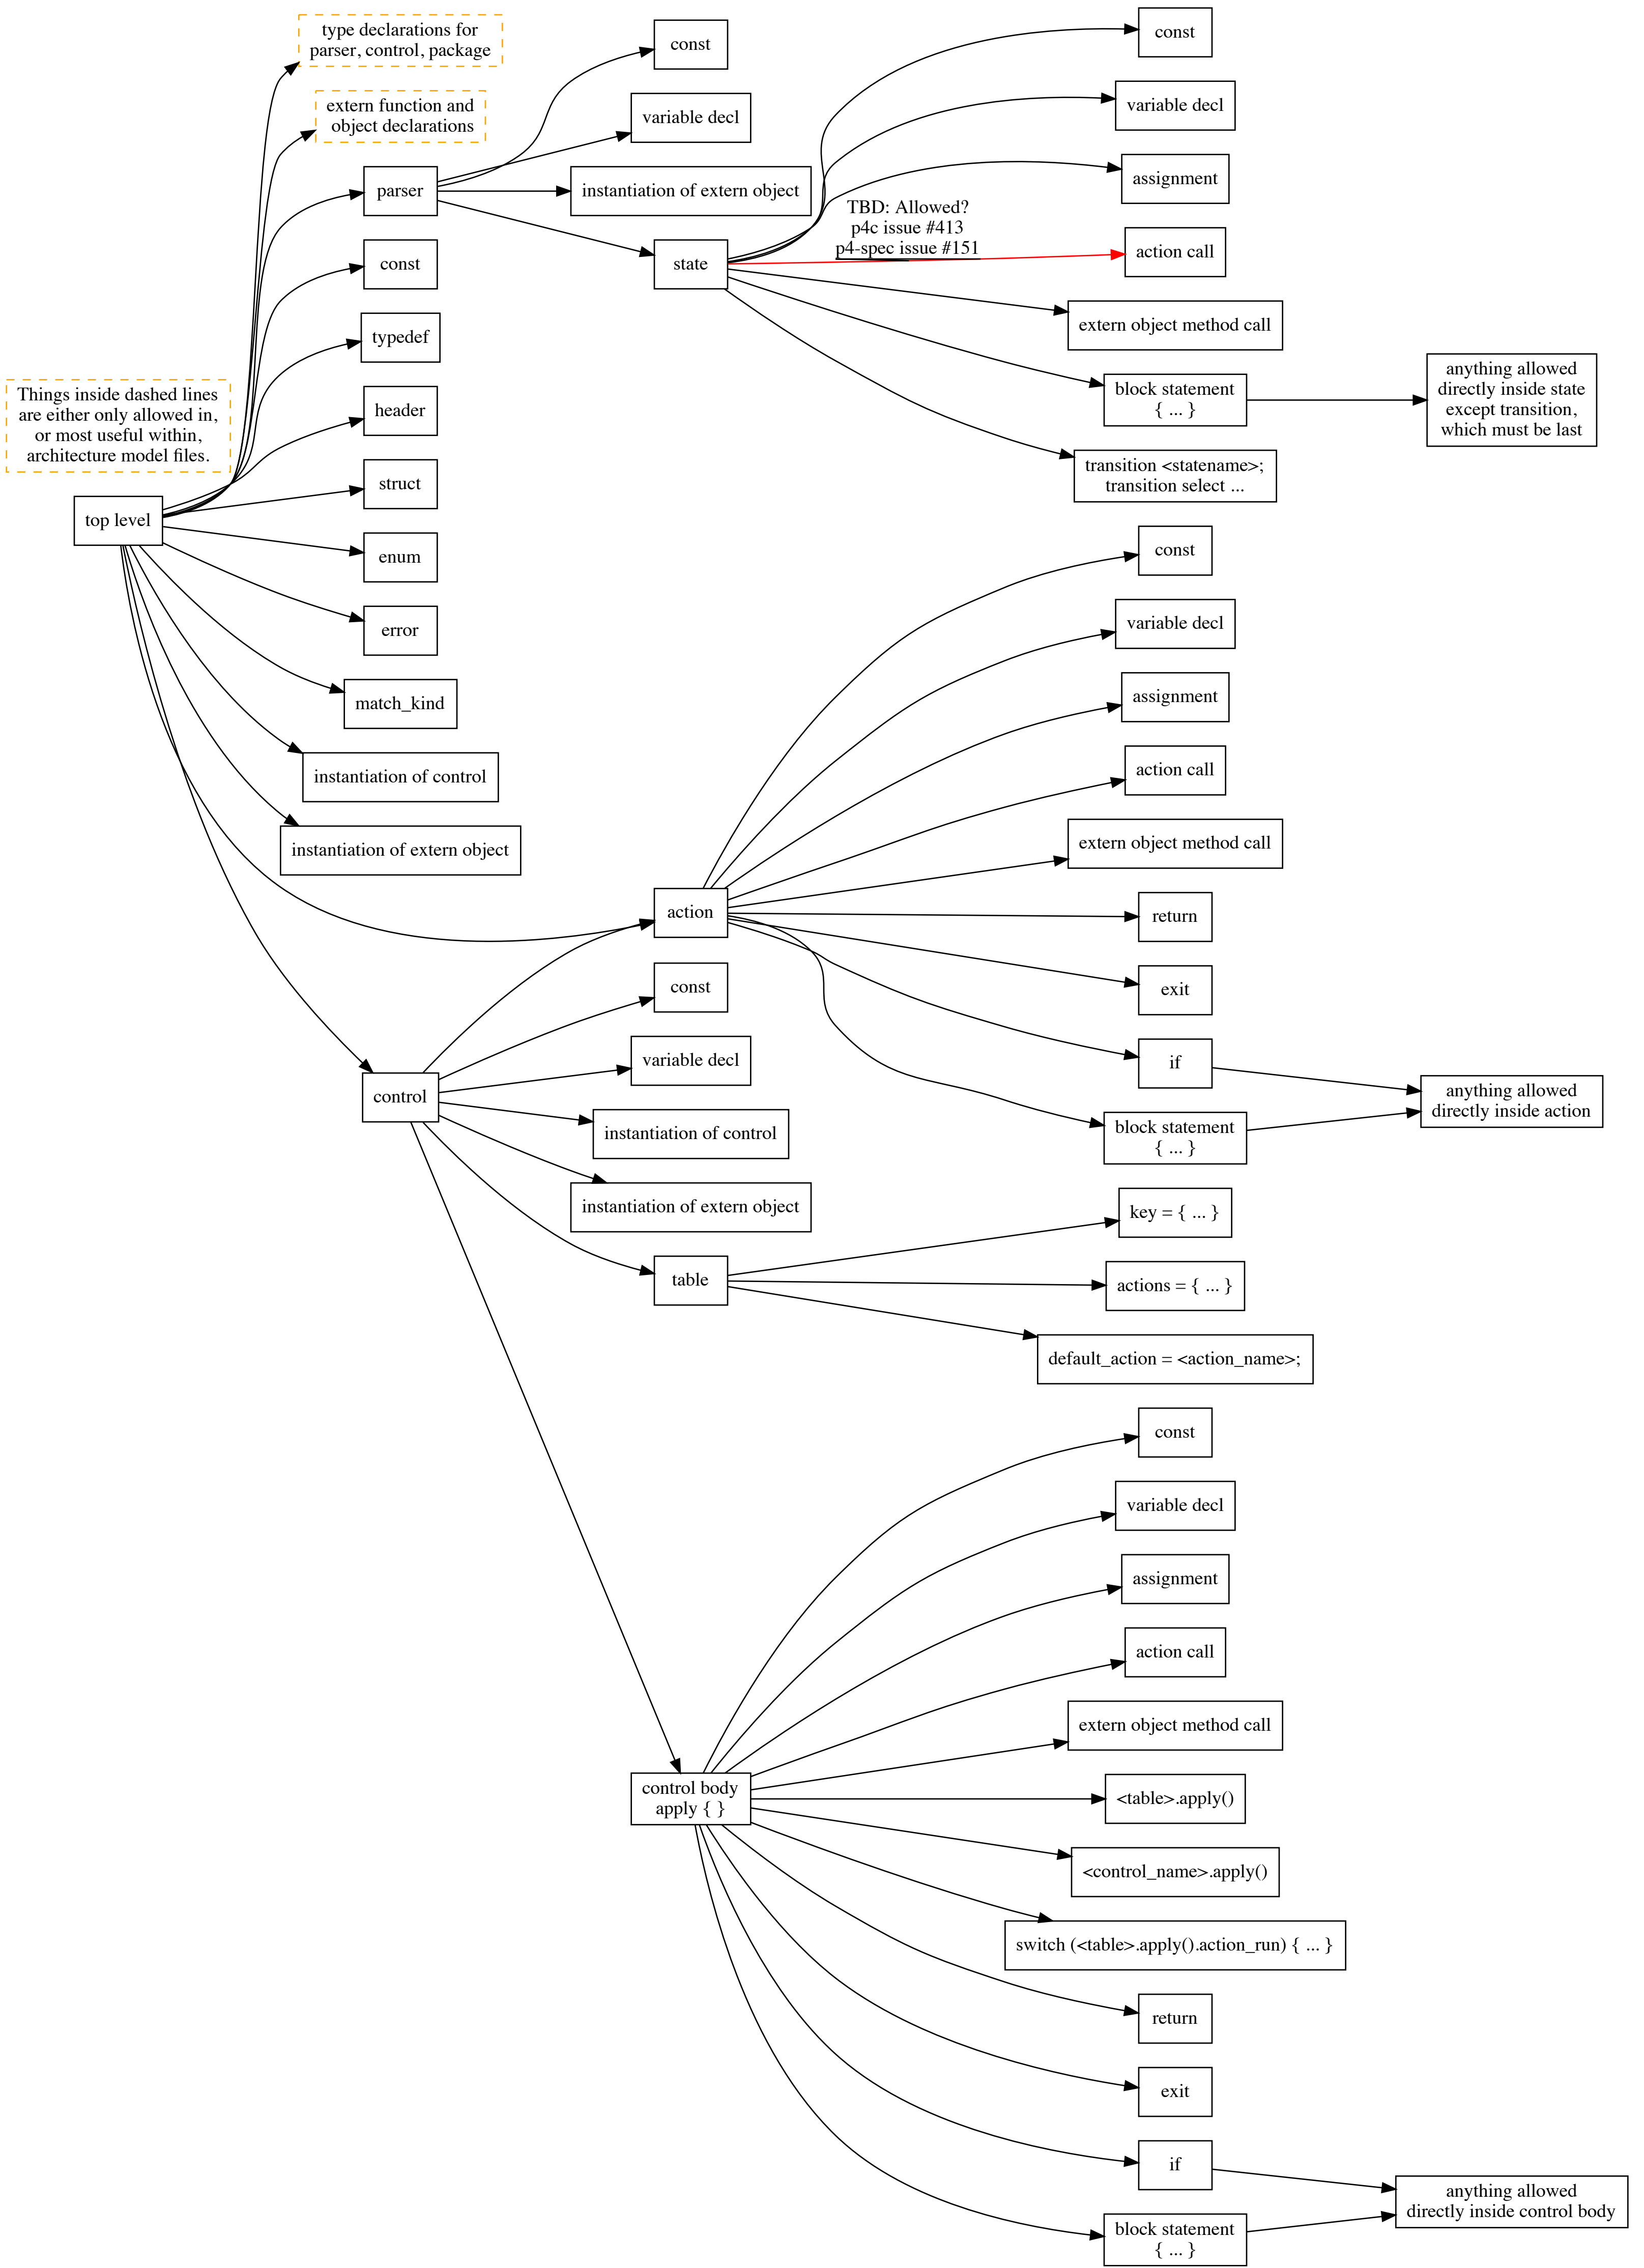 type declarations for
parser, control, package
extern function and
object declarations
parser
const
typedef
Things inside dashed lines
are either only allowed in,
or most useful within,
architecture model files.
top level
header
struct
enum
error
match_kind
instantiation of control
instantiation of extern object
control
const
variable decl
instantiation of extern object
state
TBD: Allowed?
p4c issue #413
p4-spec issue #151
const
variable decl
assignment
action call
extern object method call
block statement
{ ... }
transition <statename>;
transition select ...
anything allowed
directly inside state
except transition,
which must be last
action
const
variable decl
instantiation of control
instantiation of extern object
table
const
variable decl
assignment
action call
extern object method call
return
exit
if
block statement
{ ... }
anything allowed
directly inside action
key = { ... }
actions = { ... }
default_action = <action_name>;
control body
apply { }
const
variable decl
assignment
action call
extern object method call
<table>.apply()
<control_name>.apply()
switch (<table>.apply().action_run) { ... }
return
exit
if
block statement
{ ... }
anything allowed
directly inside control body